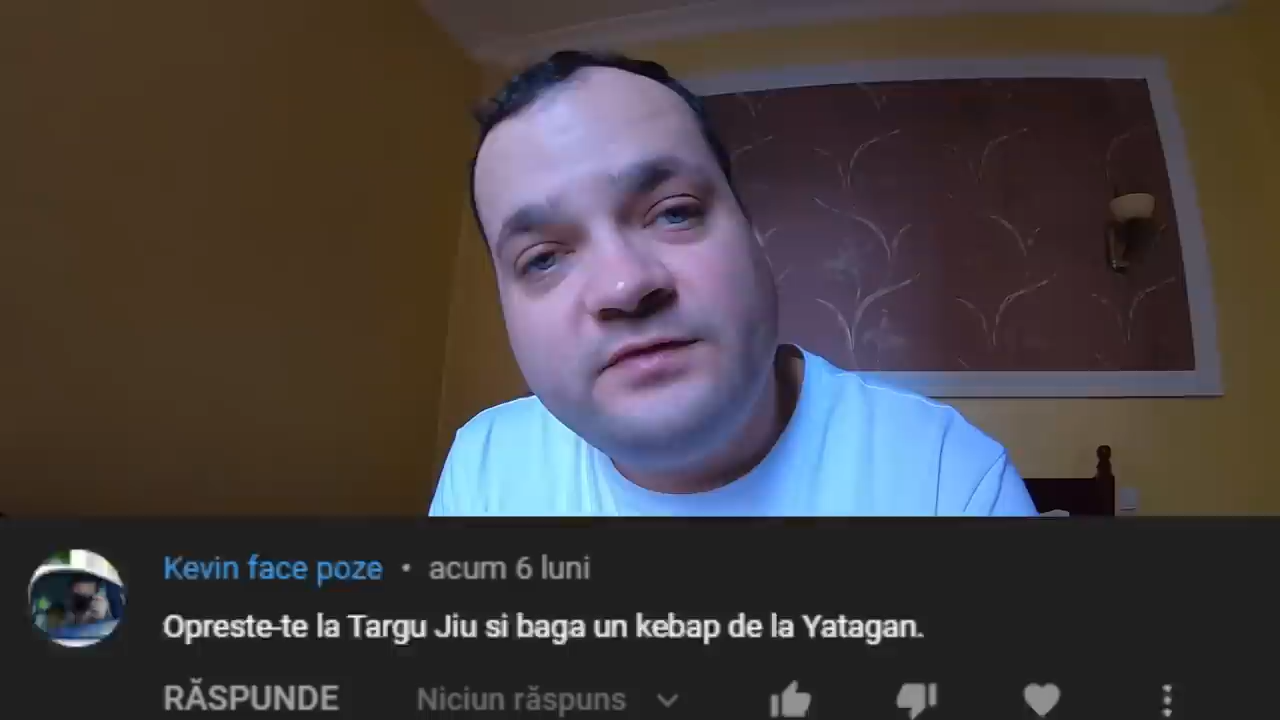 Kevin face poze • acum 6 luni
Opreste-te la Targu Jiu si baga un kebap de la Yatagan.
RĂSPUNDE Niciun răspuns